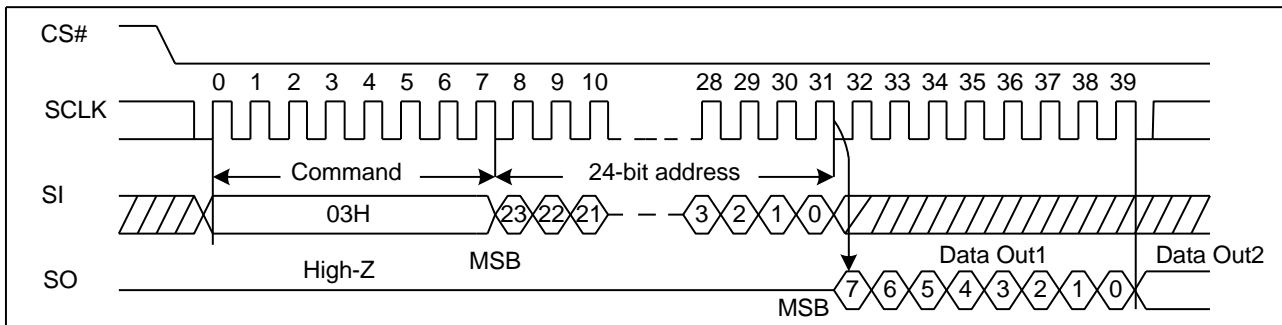 CS#
0 1 2 3 4 5 6 7 8 9 10 28 29 30 31 32 33 34 35 36 37 38 39
SCLK
Command 24-bit address
SI
03H 23 22 21 3 2 1 0
High-Z MSB Data Out1 Data Out2
SO
MSB 7 6 5 4 3 2 1 0